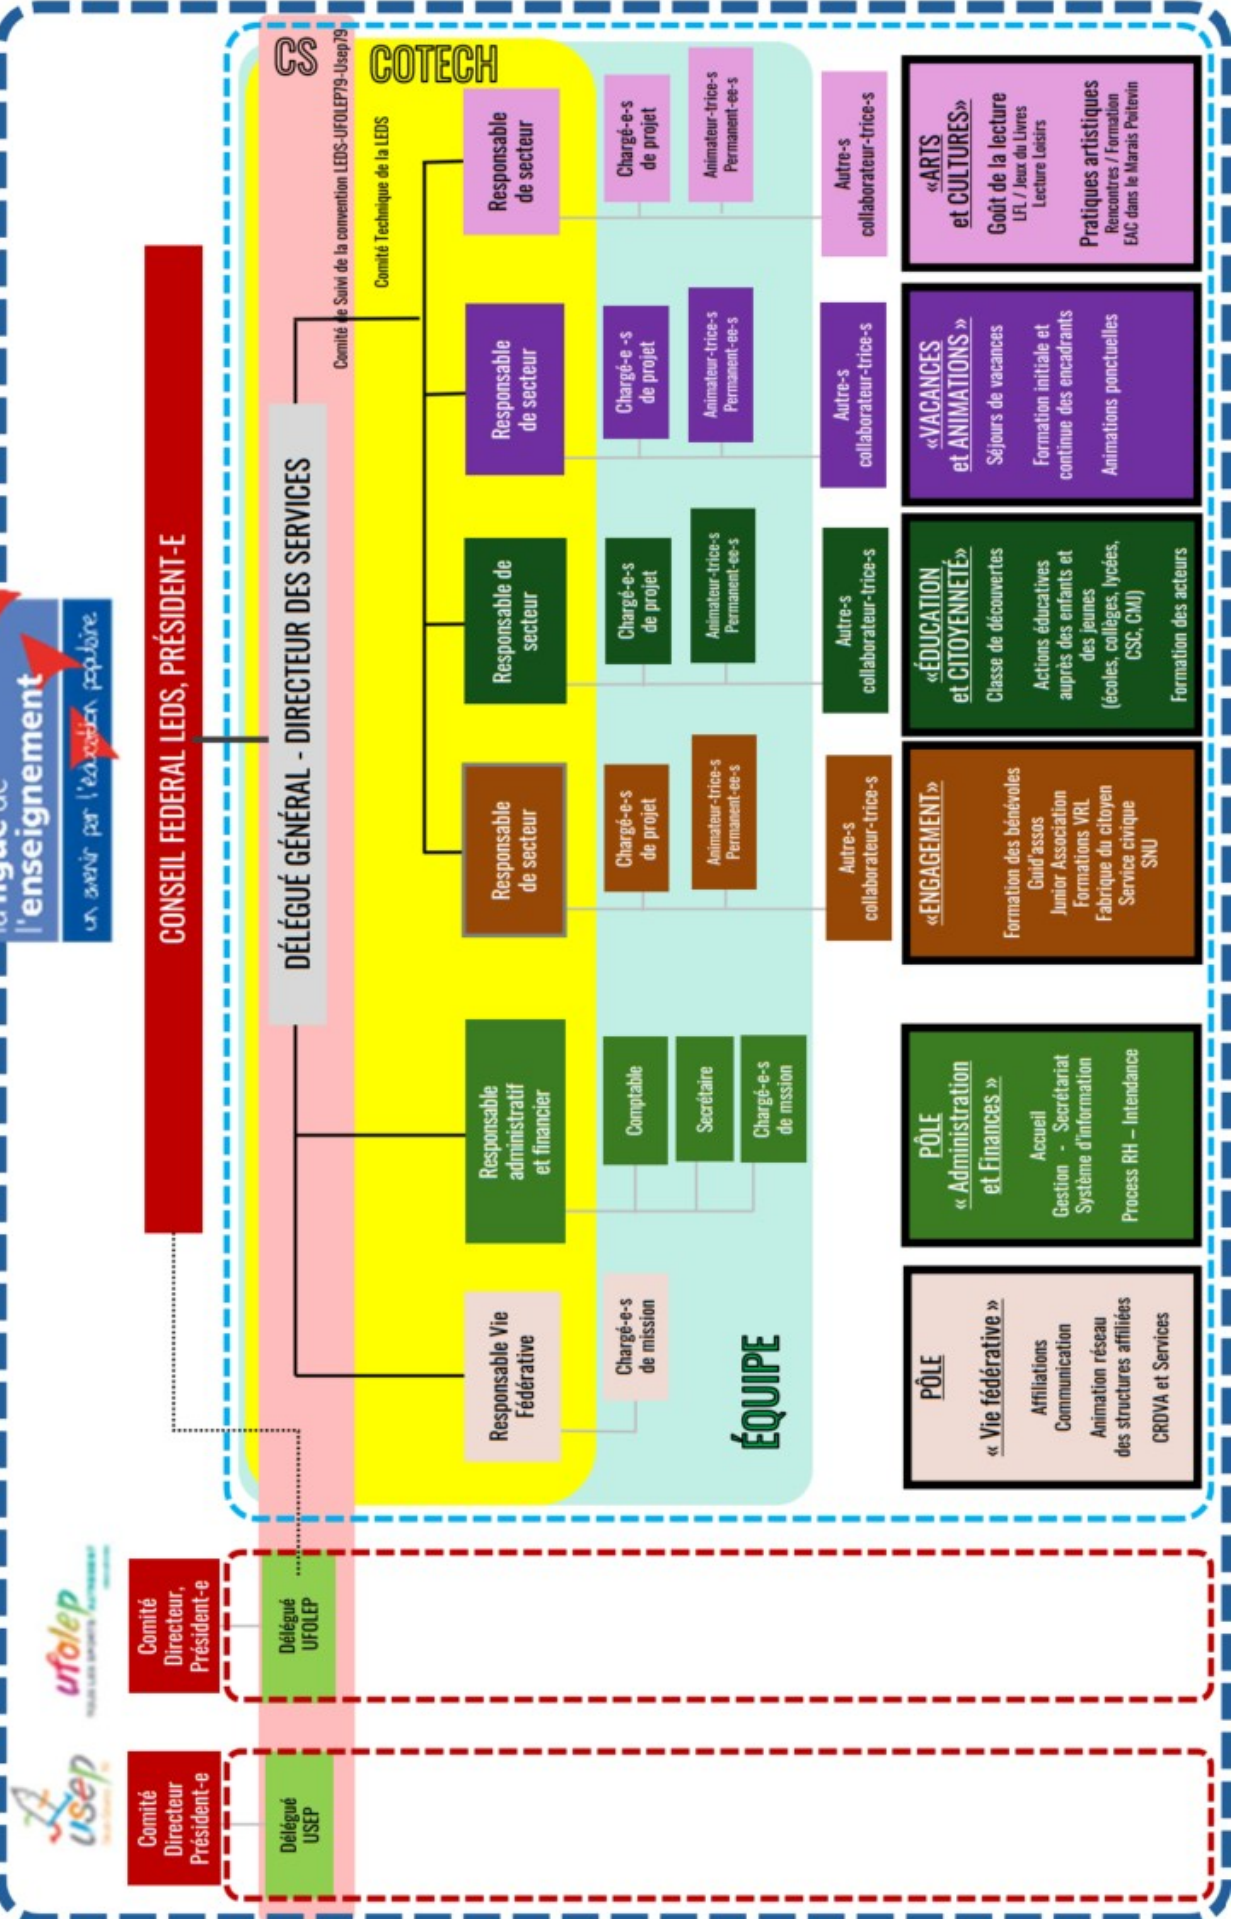 usep
ufolep
TOUS LES SPORTS AUTREMENT
l'enseignement
un avenir par l'éducation populaire
Comité
Directeur
Président-e
Comité
Directeur,
Président-e
CONSEIL FEDERAL LEDS, PRÉSIDENT-E
Délégué
USEP
Délégué
UFOLEP
DÉLÉGUÉ GÉNÉRAL - DIRECTEUR DES SERVICES
CS
Comité de Suivi de la convention LEDS-UFOLEP79-Usep79
COTECH
Comité Technique de la LEDS
Responsable Vie
Fédérative
Responsable
administratif
et financier
Responsable
de secteur
Responsable de
secteur
Responsable
de secteur
Responsable
de secteur
Chargé-e-s
de mission
Comptable
Secrétaire
Chargé-e-s
de mssion
Chargé-e-s
de projet
Animateur-trice-s
Permanent-ee-s
Chargé-e-s
de projet
Animateur-trice-s
Permanent-ee-s
Chargé-e -s
de projet
Animateur-trice-s
Permanent-ee-s
Chargé-e-s
de projet
Animateur-trice-s
Permanent-ee-s
ÉQUIPE
Autre-s
collaborateur-trice-s
Autre-s
collaborateur-trice-s
Autre-s
collaborateur-trice-s
Autre-s
collaborateur-trice-s
PÔLE
« Vie fédérative »
Affiliations
Communication
Animation réseau
des structures affiliées
CRDVA et Services
PÔLE
« Administration
et Finances »
Accueil
Gestion - Secrétariat
Système d'information
Process RH – Intendance
«ENGAGEMENT»
Formation des bénévoles
Guid'assos
Junior Association
Formations VRL
Fabrique du citoyen
Service civique
SNU
«ÉDUCATION
et CITOYENNETÉ»
Classe de découvertes
Actions éducatives
auprès des enfants et
des jeunes
(écoles, collèges, lycées,
CSC, CMJ)
Formation des acteurs
«VACANCES
et ANIMATIONS »
Séjours de vacances
Formation initiale et
continue des encadrants
Animations ponctuelles
«ARTS
et CULTURES»
Goût de la lecture
LFL / Jeux du Livres
Lecture Loisirs
Pratiques artistiques
Rencontres / Formation
EAC dans le Marais Poitevin